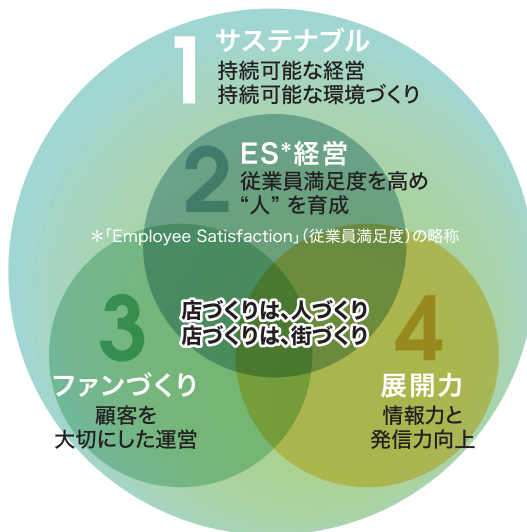 1
サステナブル
持続可能な経営
持続可能な環境づくり
2
ES*経営
従業員満足度を高め
“人” を育成
＊「Employee Satisfaction」（従業員満足度）の略称
店づくりは、人づくり
店づくりは、街づくり
3
ファンづくり
顧客を
大切にした運営
4
展開力
情報力と
発信力向上